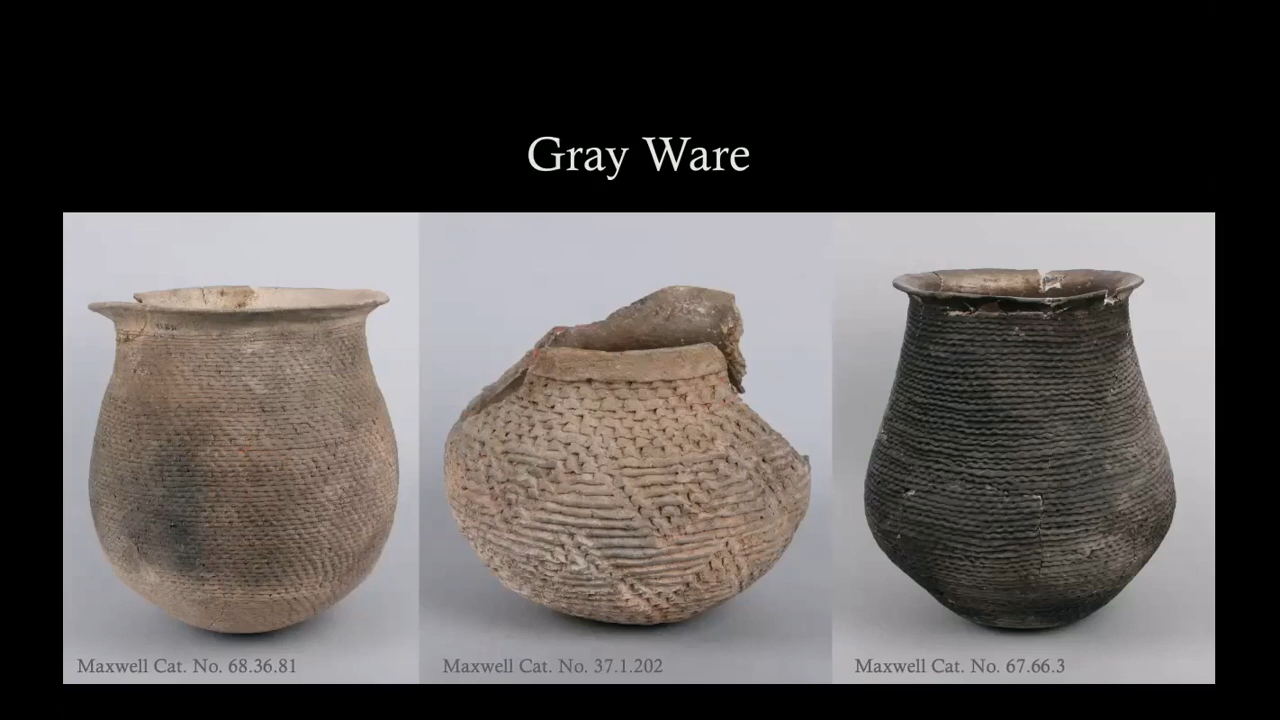 Gray Ware
Maxwell Cat. No. 68.36.81
Maxwell Cat. No. 37.1.202
Maxwell Cat. No. 67.66.3